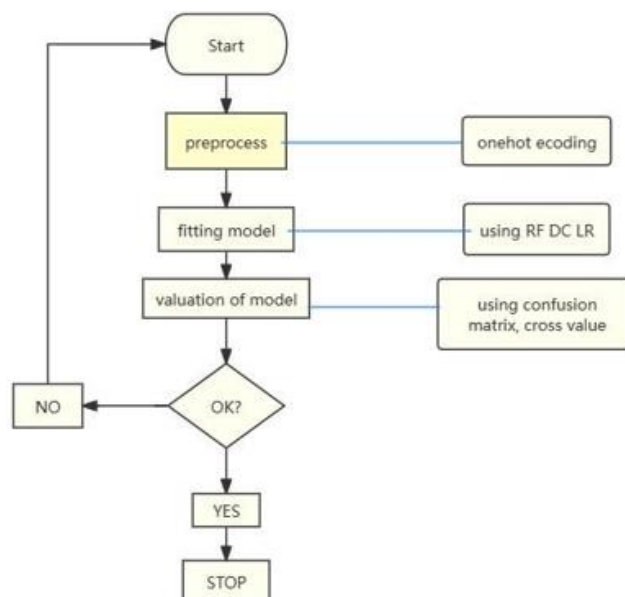 Start
preprocess
onehot ecoding
fitting model
using RF DC LR
valuation of model
using confusion
matrix, cross value
OK?
NO
YES
STOP